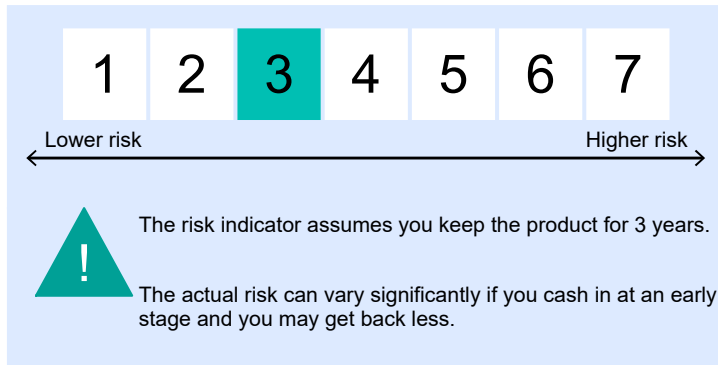 1 2 3 4 5 6 7
Lower risk Higher risk
!
The risk indicator assumes you keep the product for 3 years.
The actual risk can vary significantly if you cash in at an early
stage and you may get back less.